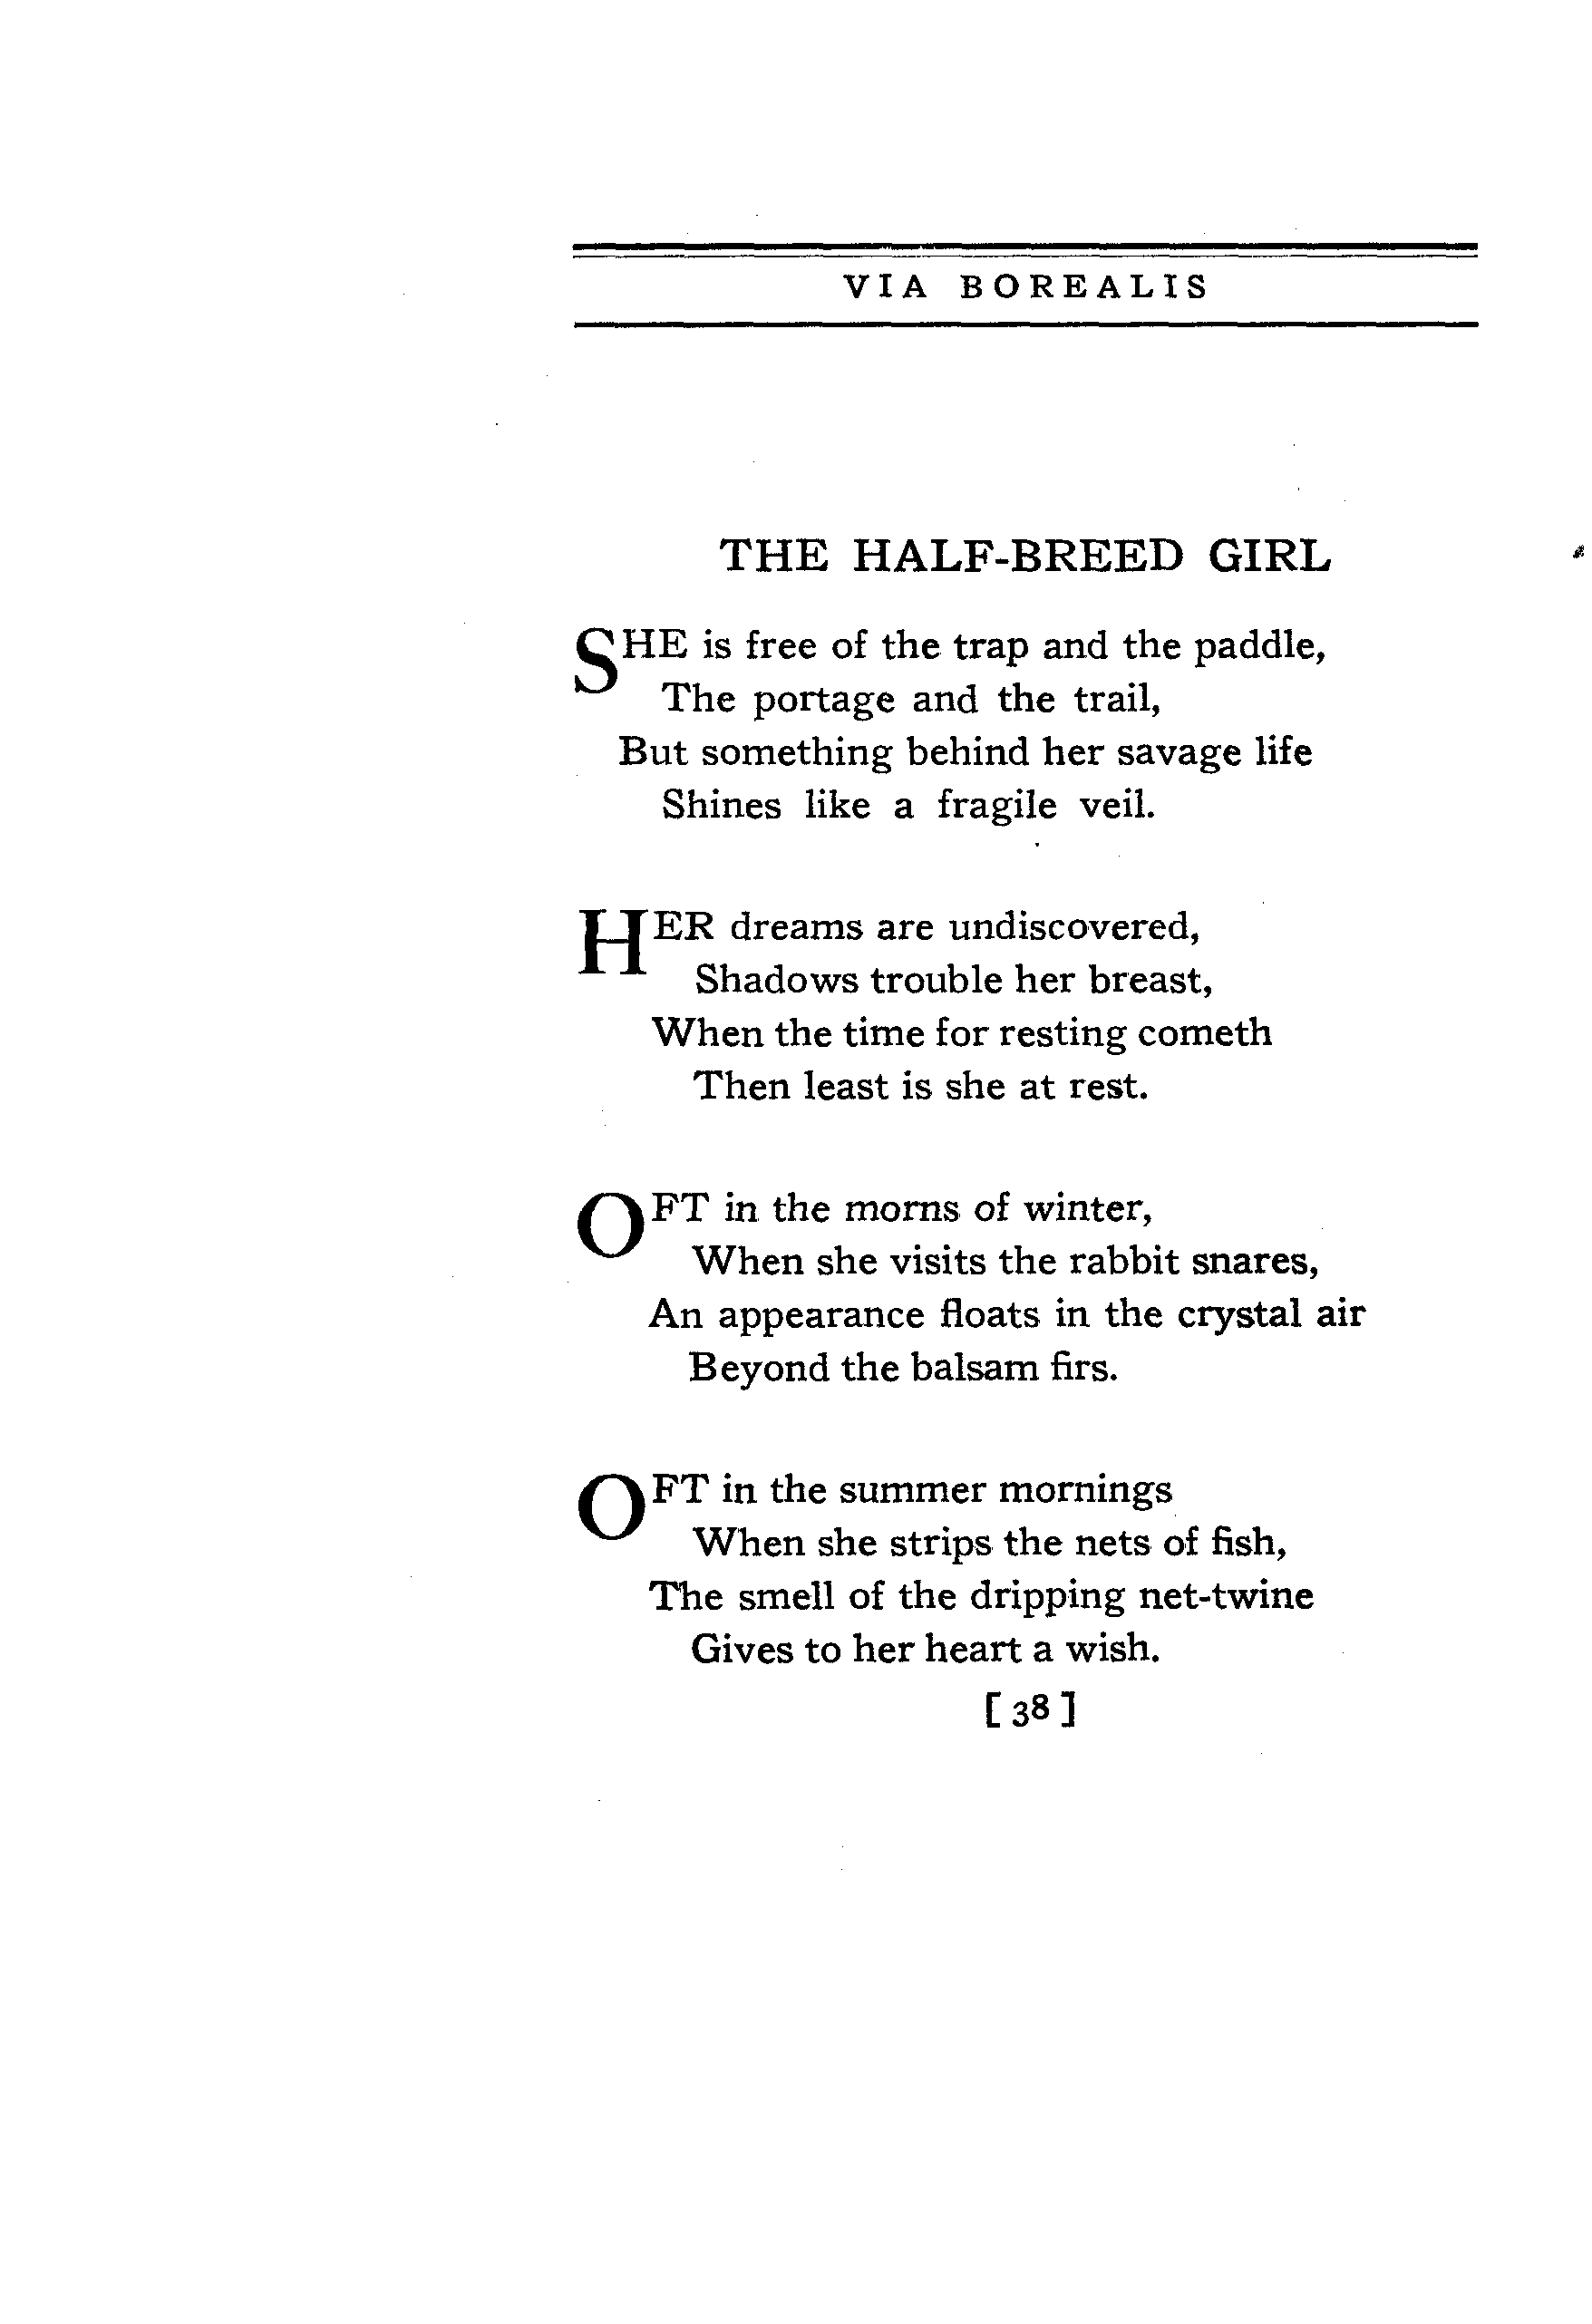 VIA BOREALIS
THE HALF-BREED GIRL
SHE is free of the trap and the paddle,
The portage and the trail,
But something behind her savage life
Shines like a fragile veil.
HER dreams are undiscovered,
Shadows trouble her breast,
When the time for resting cometh
Then least is she at rest.
OFT in the morns of winter,
When she visits the rabbit snares,
An appearance floats in the crystal air
Beyond the balsam firs.
OFT in the summer mornings
When she strips the nets of fish,
The smell of the dripping net-twine
Gives to her heart a wish.
[ 38 ]